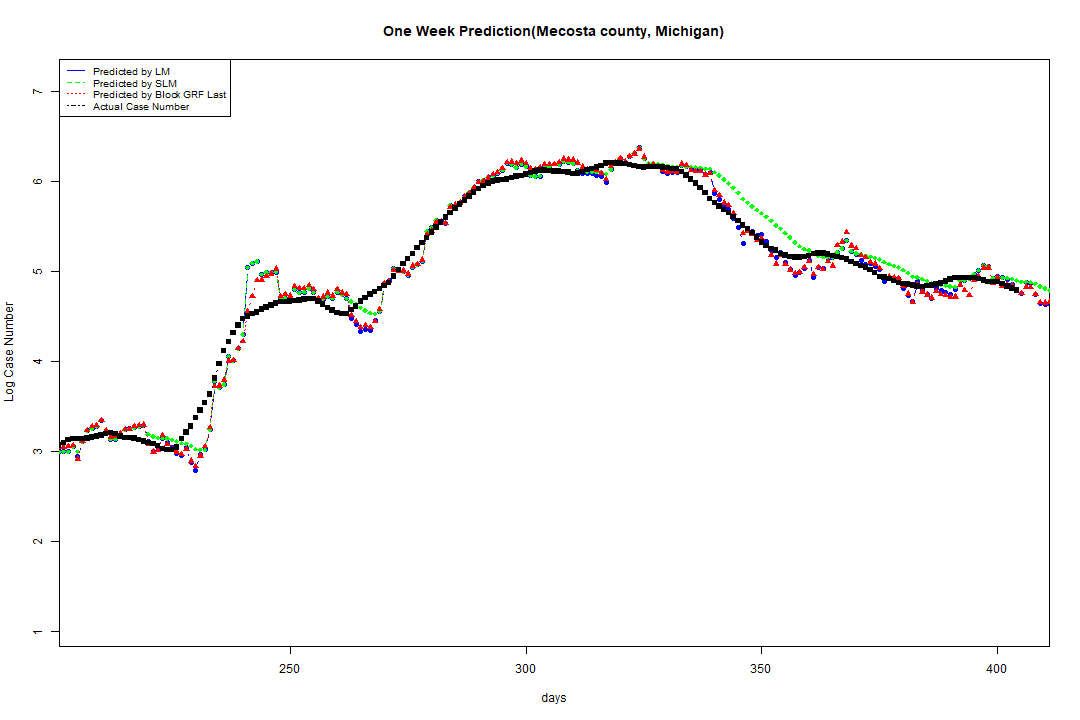 One Week Prediction(Mecosta county, Michigan)
Predicted by LM
Predicted by SLM
Predicted by Block GRF Last
Actual Case Number
7
6
5
4
3
2
1
Log Case Number
250 300 350 400
days